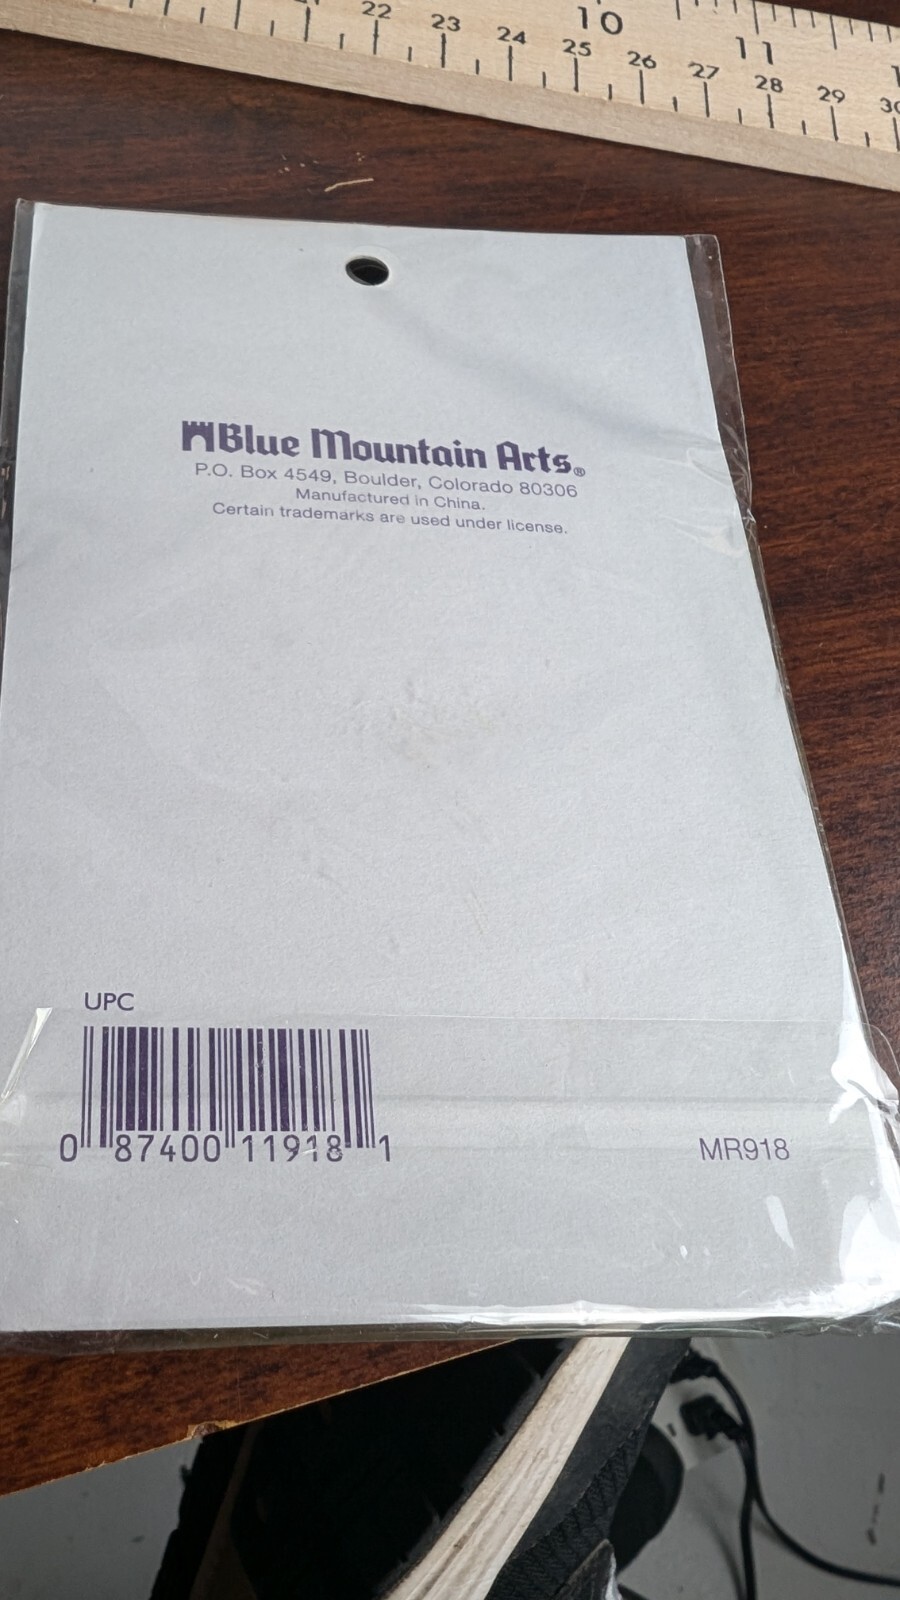 10 11
22 23 24 25 26 27 28 29
Blue Mountain Arts®
P.O. Box 4549, Boulder, Colorado 80306
Manufactured in China.
Certain trademarks are used under license.
UPC
0 87400 11918 1
MR918